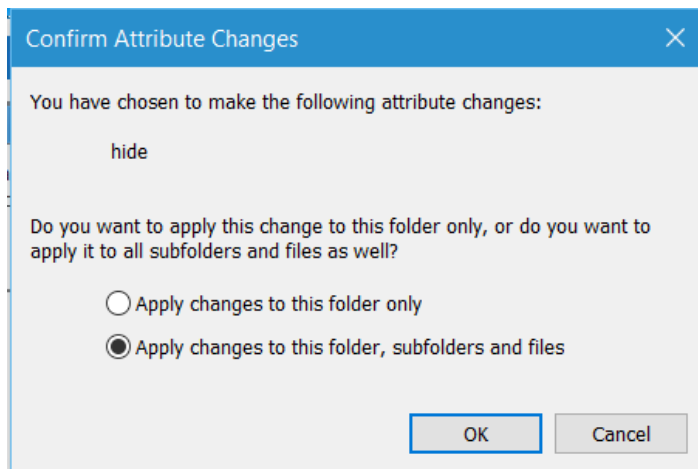 Confirm Attribute Changes
You have chosen to make the following attribute changes:
hide
Do you want to apply this change to this folder only, or do you want to
apply it to all subfolders and files as well?
Apply changes to this folder only
Apply changes to this folder, subfolders and files
OK
Cancel